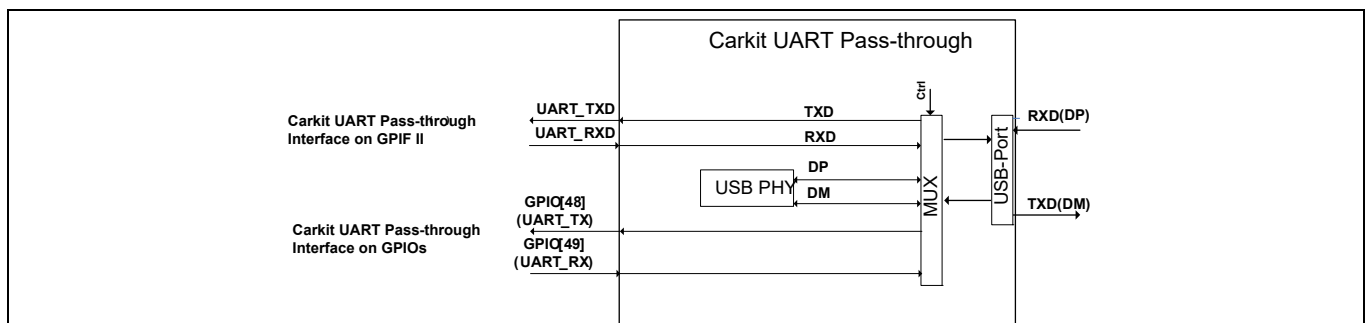 Carkit UART Pass-through
Ctrl
UART_TXD
TXD
RXD(DP)
Carkit UART Pass-through
Interface on GPIF II
UART_RXD
RXD
DP
USB PHY
DM
MUX
USB-Port
TXD(DM)
GPIO[48]
(UART_TX)
Carkit UART Pass-through
Interface on GPIOs
GPIO[49]
(UART_RX)